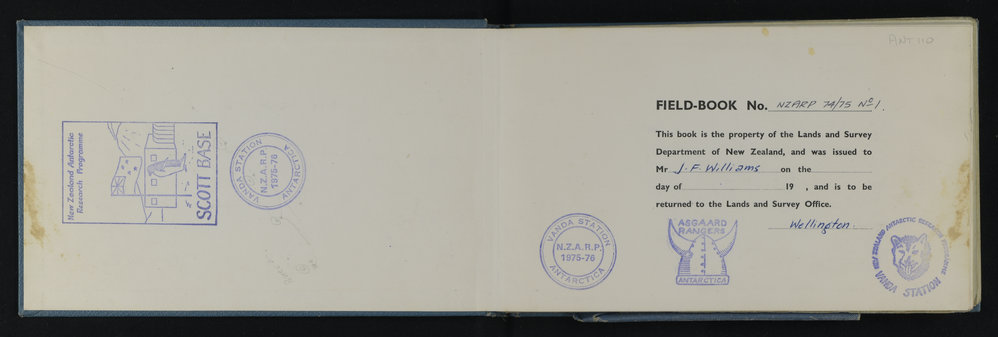 New Zealand Antarctic
Research Programme
SCOTT BASE
VANDA STATION
N.Z.A.R.P.
1975-76
ANTARCTICA
ANT 110
FIELD-BOOK No. NZARP 74/75 No 1.
This book is the property of the Lands and Survey
Department of New Zealand, and was issued to
Mr J. F. Williams on the
day of 19 , and is to be
returned to the Lands and Survey Office.
Wellington
VANDA STATION
N.Z.A.R.P.
1975-76
ANTARCTICA
ASGAARD
RANGERS
ANTARCTICA
NEW ZEALAND ANTARCTIC RESEARCH PROGRAMME
VANDA STATION